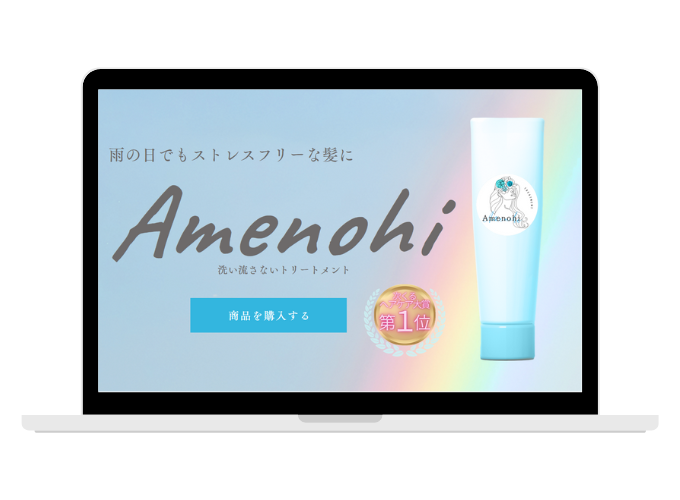 雨の日でもストレスフリーな髪に
Amenohi
洗い流さないトリートメント
商品を購入する
第1位
Amenohi